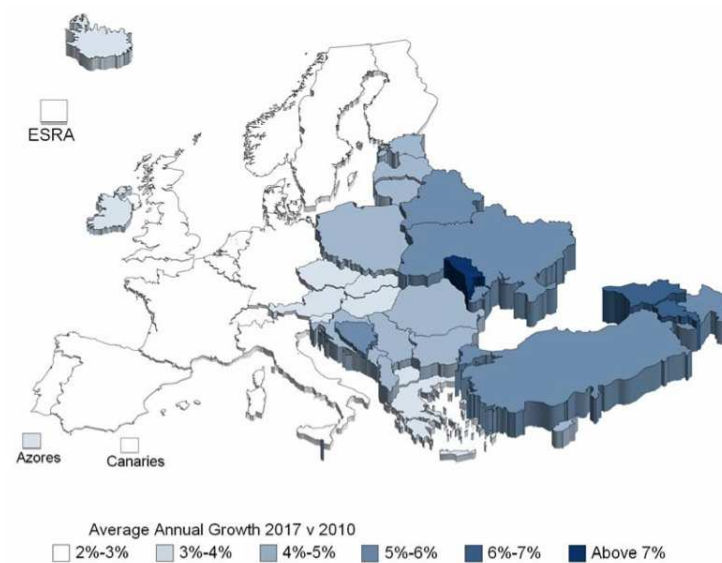 ESRA
Azores
Canaries
Average Annual Growth 2017 v 2010
2%-3% 3%-4% 4%-5% 5%-6% 6%-7% Above 7%